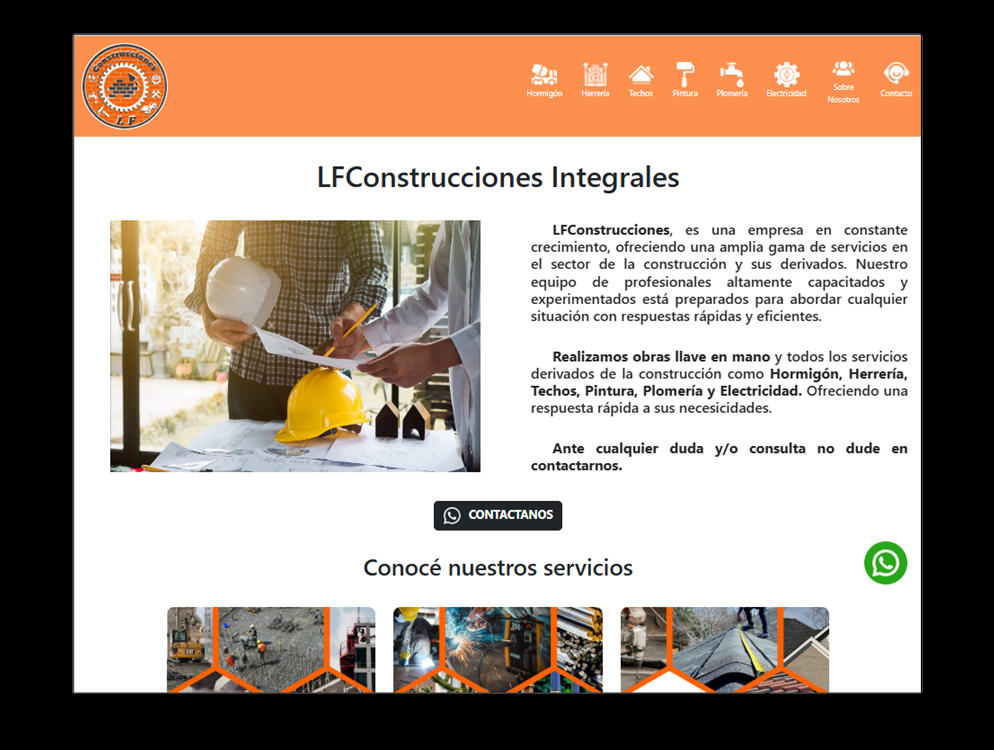 Construcciones
LF
Hormigón
Herrería
Techos
Pintura
Plomería
Electricidad
Sobre
Nosotros
Contacto
LFConstrucciones Integrales
LFConstrucciones, es una empresa en constante
crecimiento, ofreciendo una amplia gama de servicios en
el sector de la construcción y sus derivados. Nuestro
equipo de profesionales altamente capacitados y
experimentados está preparados para abordar cualquier
situación con respuestas rápidas y eficientes.
Realizamos obras llave en mano y todos los servicios
derivados de la construcción como Hormigón, Herrería,
Techos, Pintura, Plomería y Electricidad. Ofreciendo una
respuesta rápida a sus necesicidades.
Ante cualquier duda y/o consulta no dude en
contactarnos.
CONTACTANOS
Conocé nuestros servicios